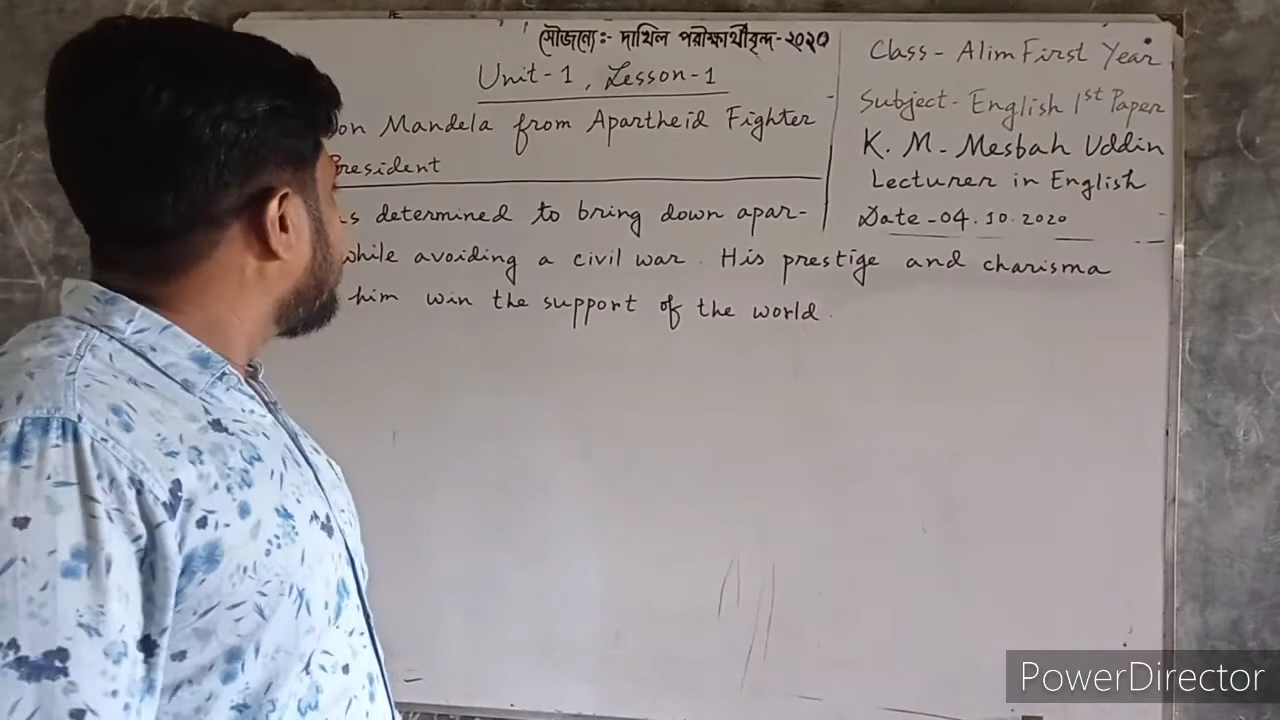 সৌজন্যেঃ- দাখিল পরীক্ষার্থীবৃন্দ-২০২০
Unit-1, Lesson-1
Mandela from Apartheid Fighter
President
determined to bring down apar-
while avoiding a civil war. His prestige and charisma
him win the support of the world.
Class- Alim First Year
Subject- English 1st Paper
K. M. Mesbah Uddin
Lecturer in English
Date-04.10.2020
PowerDirector